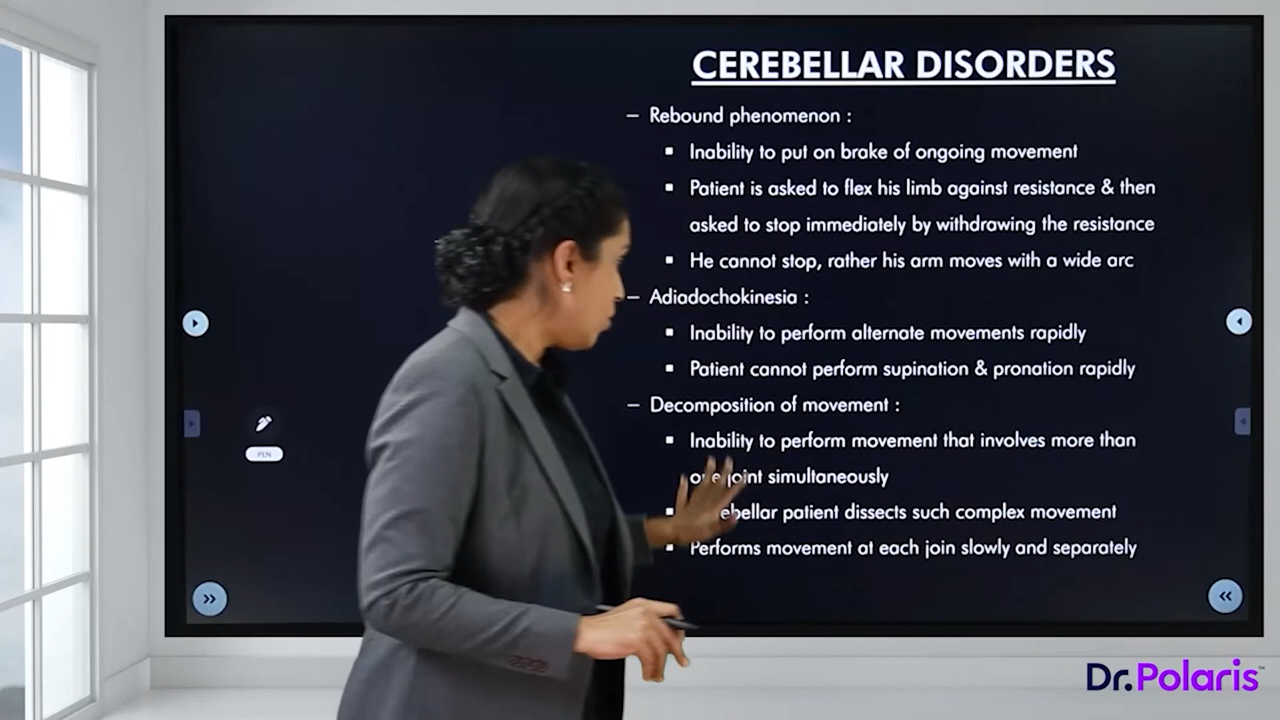 CEREBELLAR DISORDERS
– Rebound phenomenon :
▪ Inability to put on brake of ongoing movement
▪ Patient is asked to flex his limb against resistance & then
asked to stop immediately by withdrawing the resistance
▪ He cannot stop, rather his arm moves with a wide arc
– Adiadochokinesia :
▪ Inability to perform alternate movements rapidly
▪ Patient cannot perform supination & pronation rapidly
– Decomposition of movement :
▪ Inability to perform movement that involves more than
one joint simultaneously
▪ patient dissects such complex movement
▪ Performs movement at each join slowly and separately
PEN
Dr.Polaris™